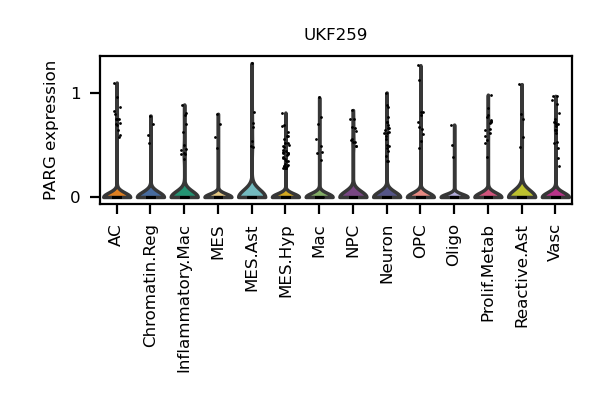 UKF259
PARG expression
1
0
AC
Chromatin.Reg
Inflammatory.Mac
MES
MES.Ast
MES.Hyp
Mac
NPC
Neuron
OPC
Oligo
Prolif.Metab
Reactive.Ast
Vasc